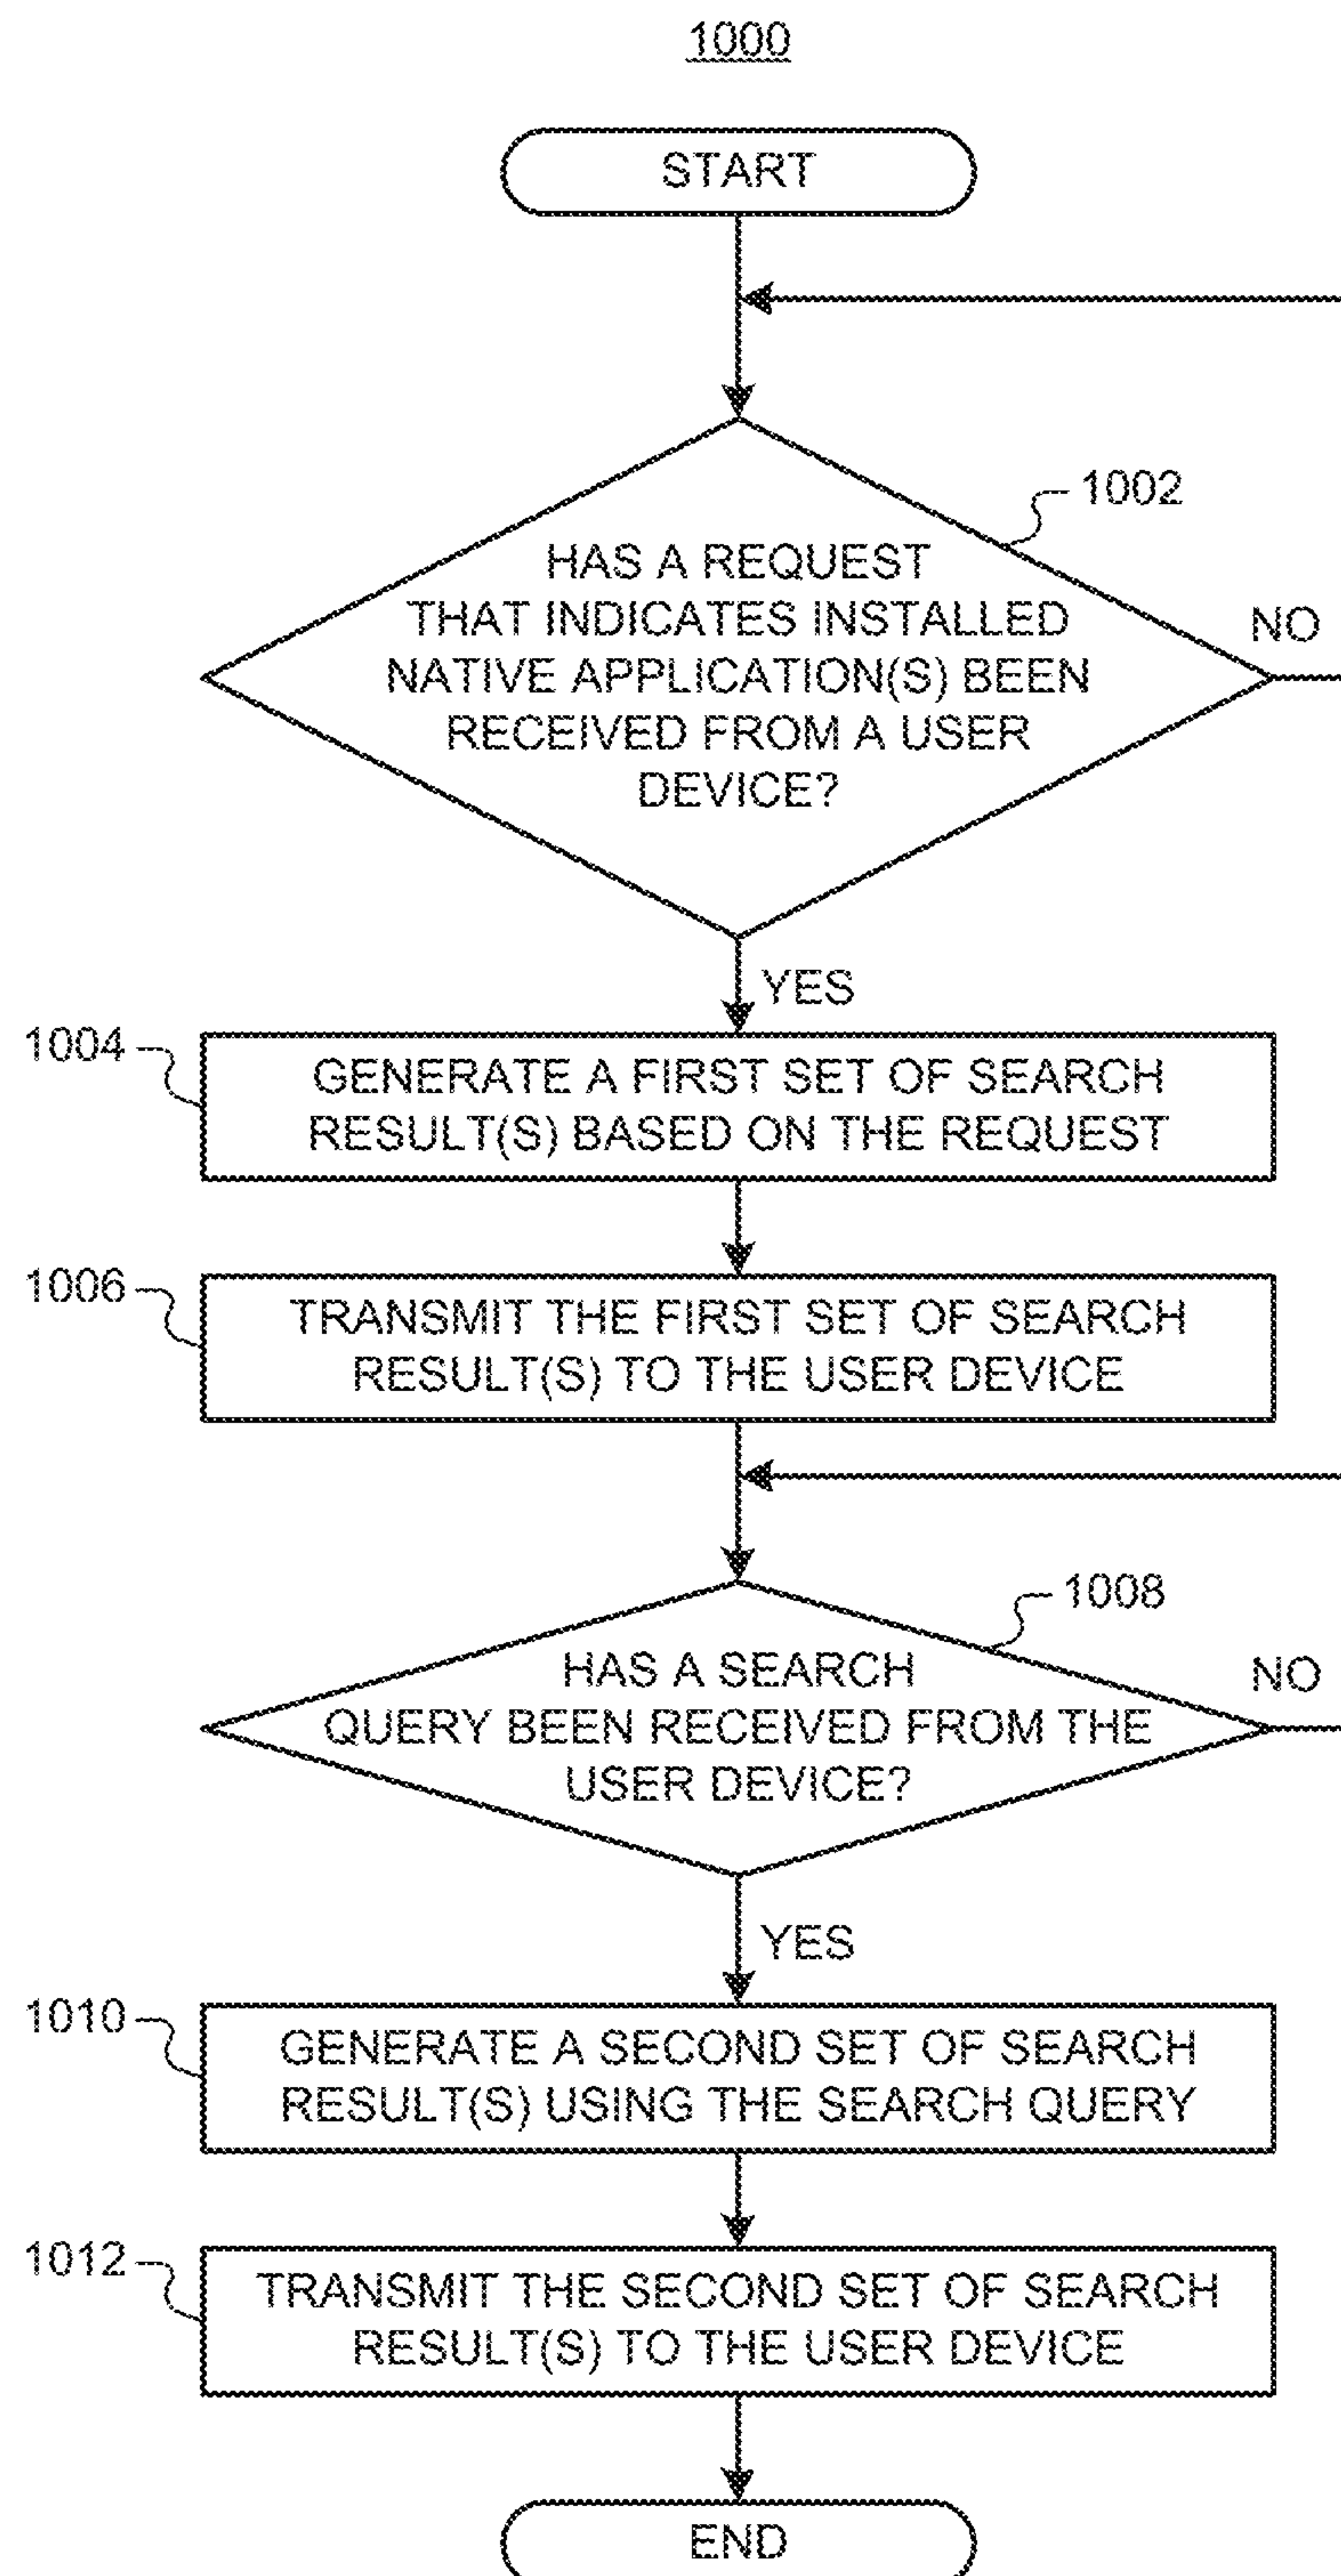 1000
START
1002
HAS A REQUEST
THAT INDICATES INSTALLED
NATIVE APPLICATION(S) BEEN
RECEIVED FROM A USER
DEVICE?
NO
YES
1004
GENERATE A FIRST SET OF SEARCH
RESULT(S) BASED ON THE REQUEST
1006
TRANSMIT THE FIRST SET OF SEARCH
RESULT(S) TO THE USER DEVICE
1008
HAS A SEARCH
QUERY BEEN RECEIVED FROM THE
USER DEVICE?
NO
YES
1010
GENERATE A SECOND SET OF SEARCH
RESULT(S) USING THE SEARCH QUERY
1012
TRANSMIT THE SECOND SET OF SEARCH
RESULT(S) TO THE USER DEVICE
END